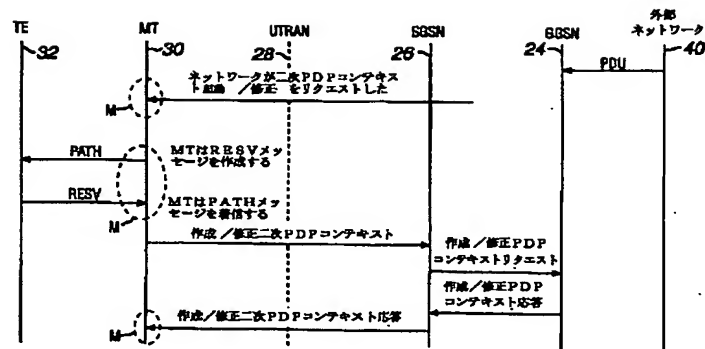 TE
MT
UTRAN
SGSN
GGSN
外部
ネットワーク
32
30
28
26
24
40
PDU
ネットワークが二次PDPコンテキス
ト起動 /修正 をリクエストした
M
PATH
MTはRESVメッ
セージを作成する
RESV
MTはPATHメッ
セージを着信する
M
作成/修正二次PDPコンテキスト
作成/修正PDP
コンテキストリクエスト
作成/修正PDP
コンテキスト応答
作成/修正二次PDPコンテキスト応答
M